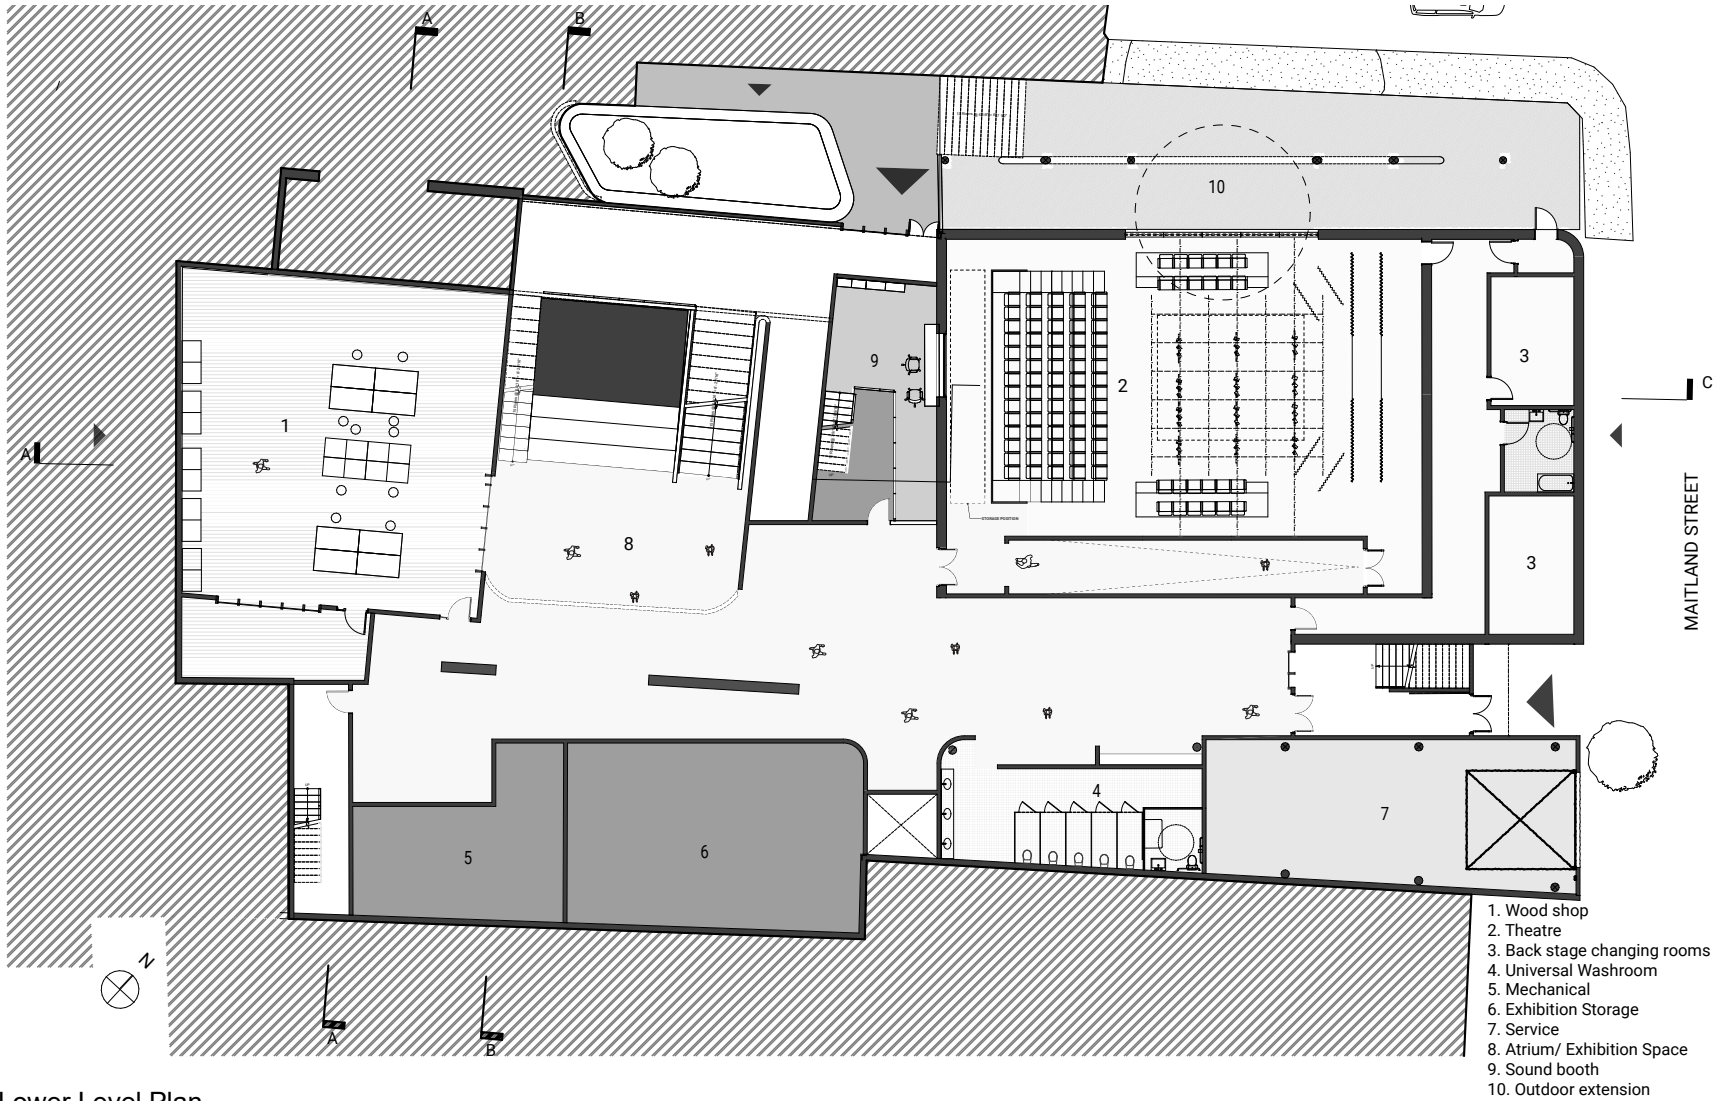 A
B
10
C
3
9
2
1
A
MAITLAND STREET
8
3
STORAGE POSITION
4
7
5
6
N
A
B
1. Wood shop
2. Theatre
3. Back stage changing rooms
4. Universal Washroom
5. Mechanical
6. Exhibition Storage
7. Service
8. Atrium/ Exhibition Space
9. Sound booth
10. Outdoor extension
Lower Level Plan